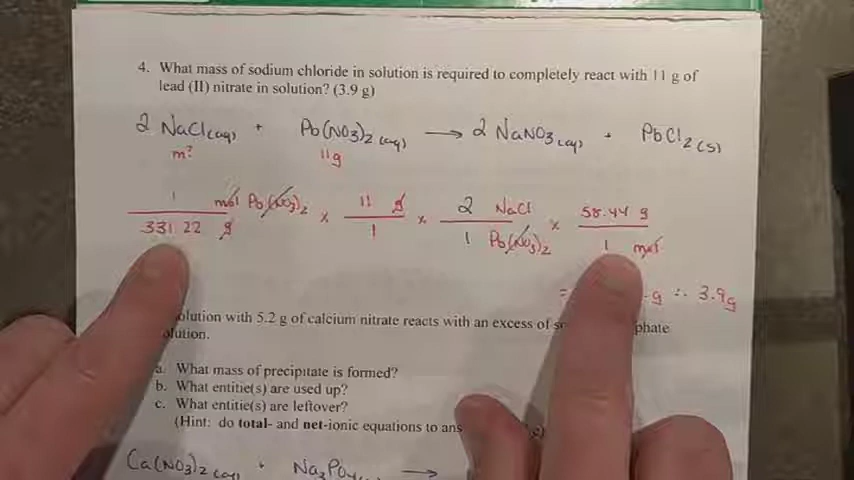 4. What mass of sodium chloride in solution is required to completely react with 11 g of
lead (II) nitrate in solution? (3.9 g)
2 NaCl(aq) + Pb(NO3)2 (aq) → 2 NaNO3 (aq) + PbCl2 (s)
m? 11g
1 mol Pb(NO3)2 × 11 g × 2 NaCl × 58.44 g
331.22 g 1 1 Pb(NO3)2 1 mol
= g ∴ 3.9g
olution with 5.2 g of calcium nitrate reacts with an excess of phate
olution.
a. What mass of precipitate is formed?
b. What entitie(s) are used up?
c. What entitie(s) are leftover?
(Hint: do total- and net-ionic equations to ans
Ca(NO3)2 (aq) + Na3PO4 →